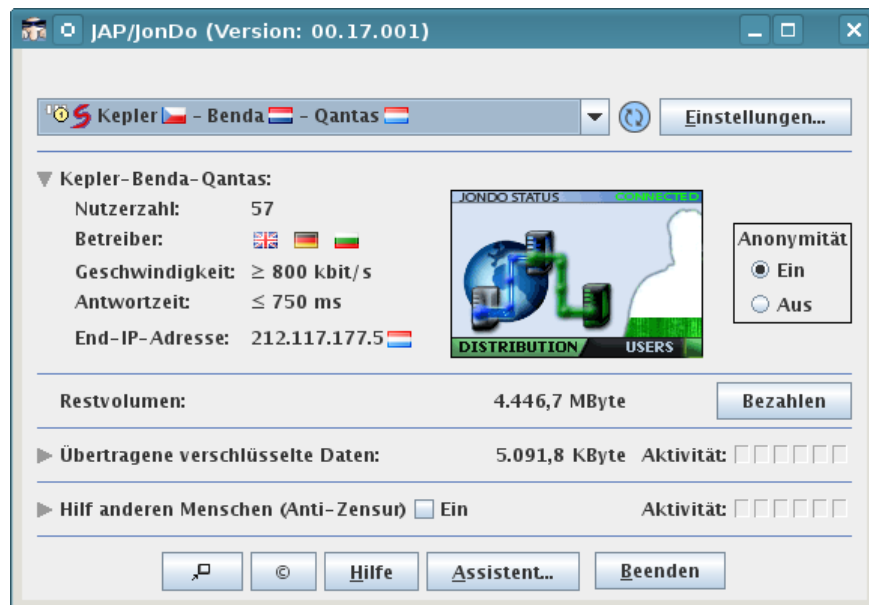 JAP/JonDo (Version: 00.17.001)
Kepler - Benda - Qantas
Einstellungen...
Kepler-Benda-Qantas:
Nutzerzahl: 57
Betreiber:
Geschwindigkeit: ≥ 800 kbit/s
Antwortzeit: ≤ 750 ms
End-IP-Adresse: 212.117.177.5
JONDO STATUS CONNECTED
DISTRIBUTION USERS
Anonymität
Ein
Aus
Restvolumen: 4.446,7 MByte Bezahlen
Übertragene verschlüsselte Daten: 5.091,8 KByte Aktivität:
Hilf anderen Menschen (Anti-Zensur) Ein Aktivität:
© Hilfe Assistent... Beenden